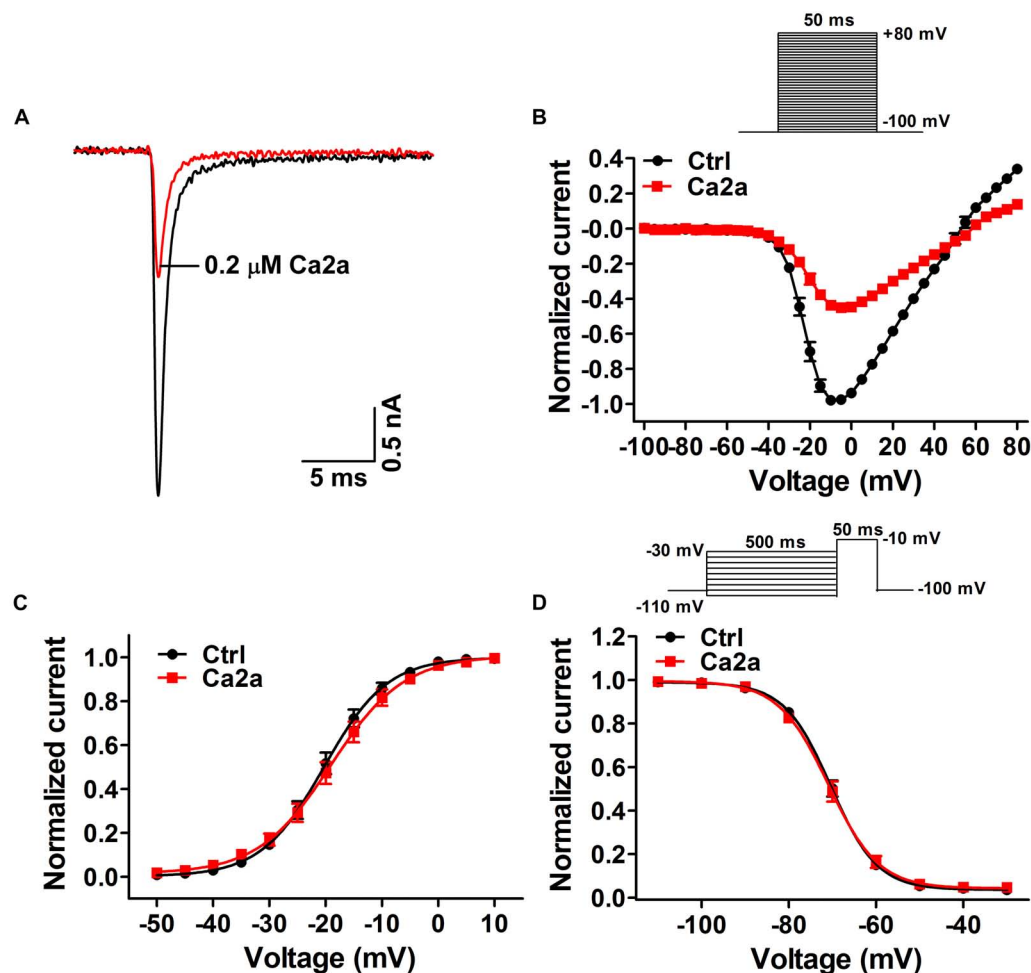 A
0.2 μM Ca2a
0.5 nA
5 ms
50 ms
+80 mV
-100 mV
B
Ctrl
Ca2a
Normalized current
0.4
0.2
-0.0
-0.2
-0.4
-0.6
-0.8
-1.0
-100 -80 -60 -40 -20 0 20 40 60 80
Voltage (mV)
C
Ctrl
Ca2a
Normalized current
1.0
0.8
0.6
0.4
0.2
0.0
-50 -40 -30 -20 -10 0 10
Voltage (mV)
50 ms
-30 mV
500 ms
-10 mV
-100 mV
-110 mV
D
Ctrl
Ca2a
Normalized current
1.2
1.0
0.8
0.6
0.4
0.2
0.0
-100 -80 -60 -40
Voltage (mV)